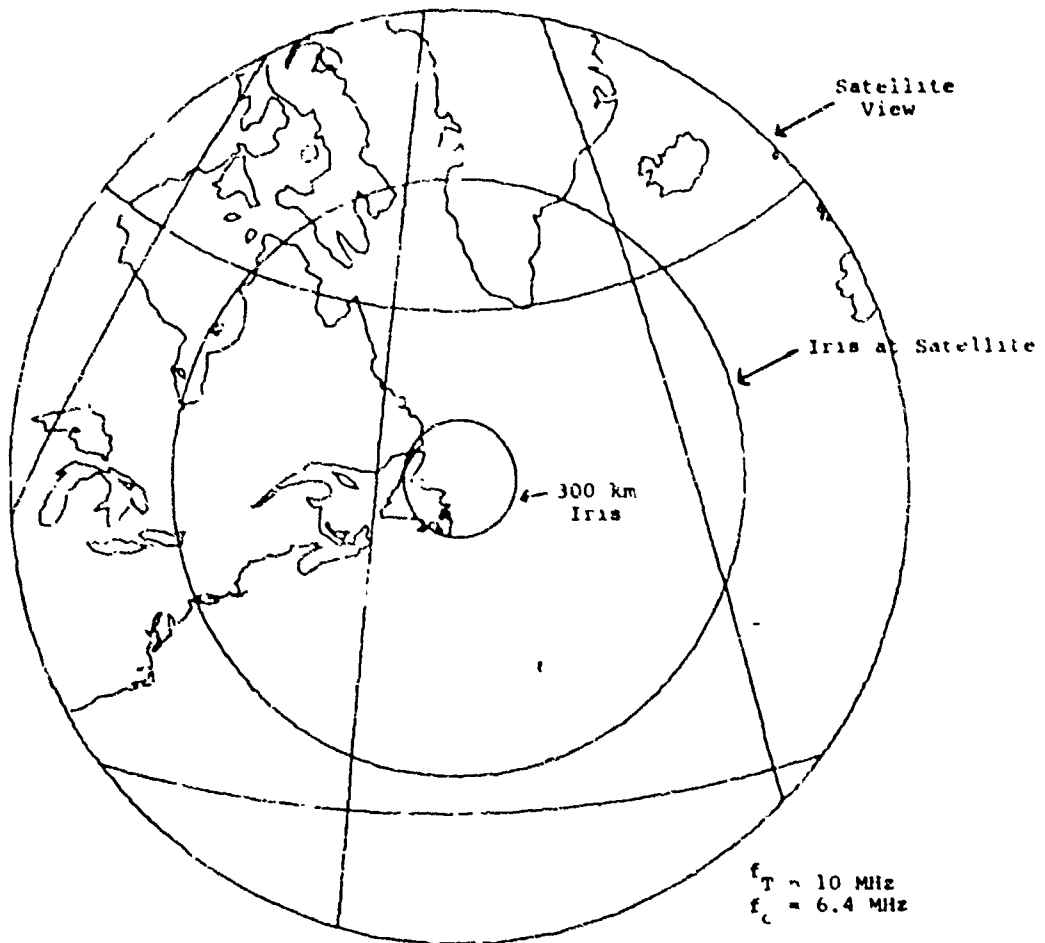 Satellite
View
Iris at Satellite
300 km
Iris
f_T = 10 MHz
f_c = 6.4 MHz